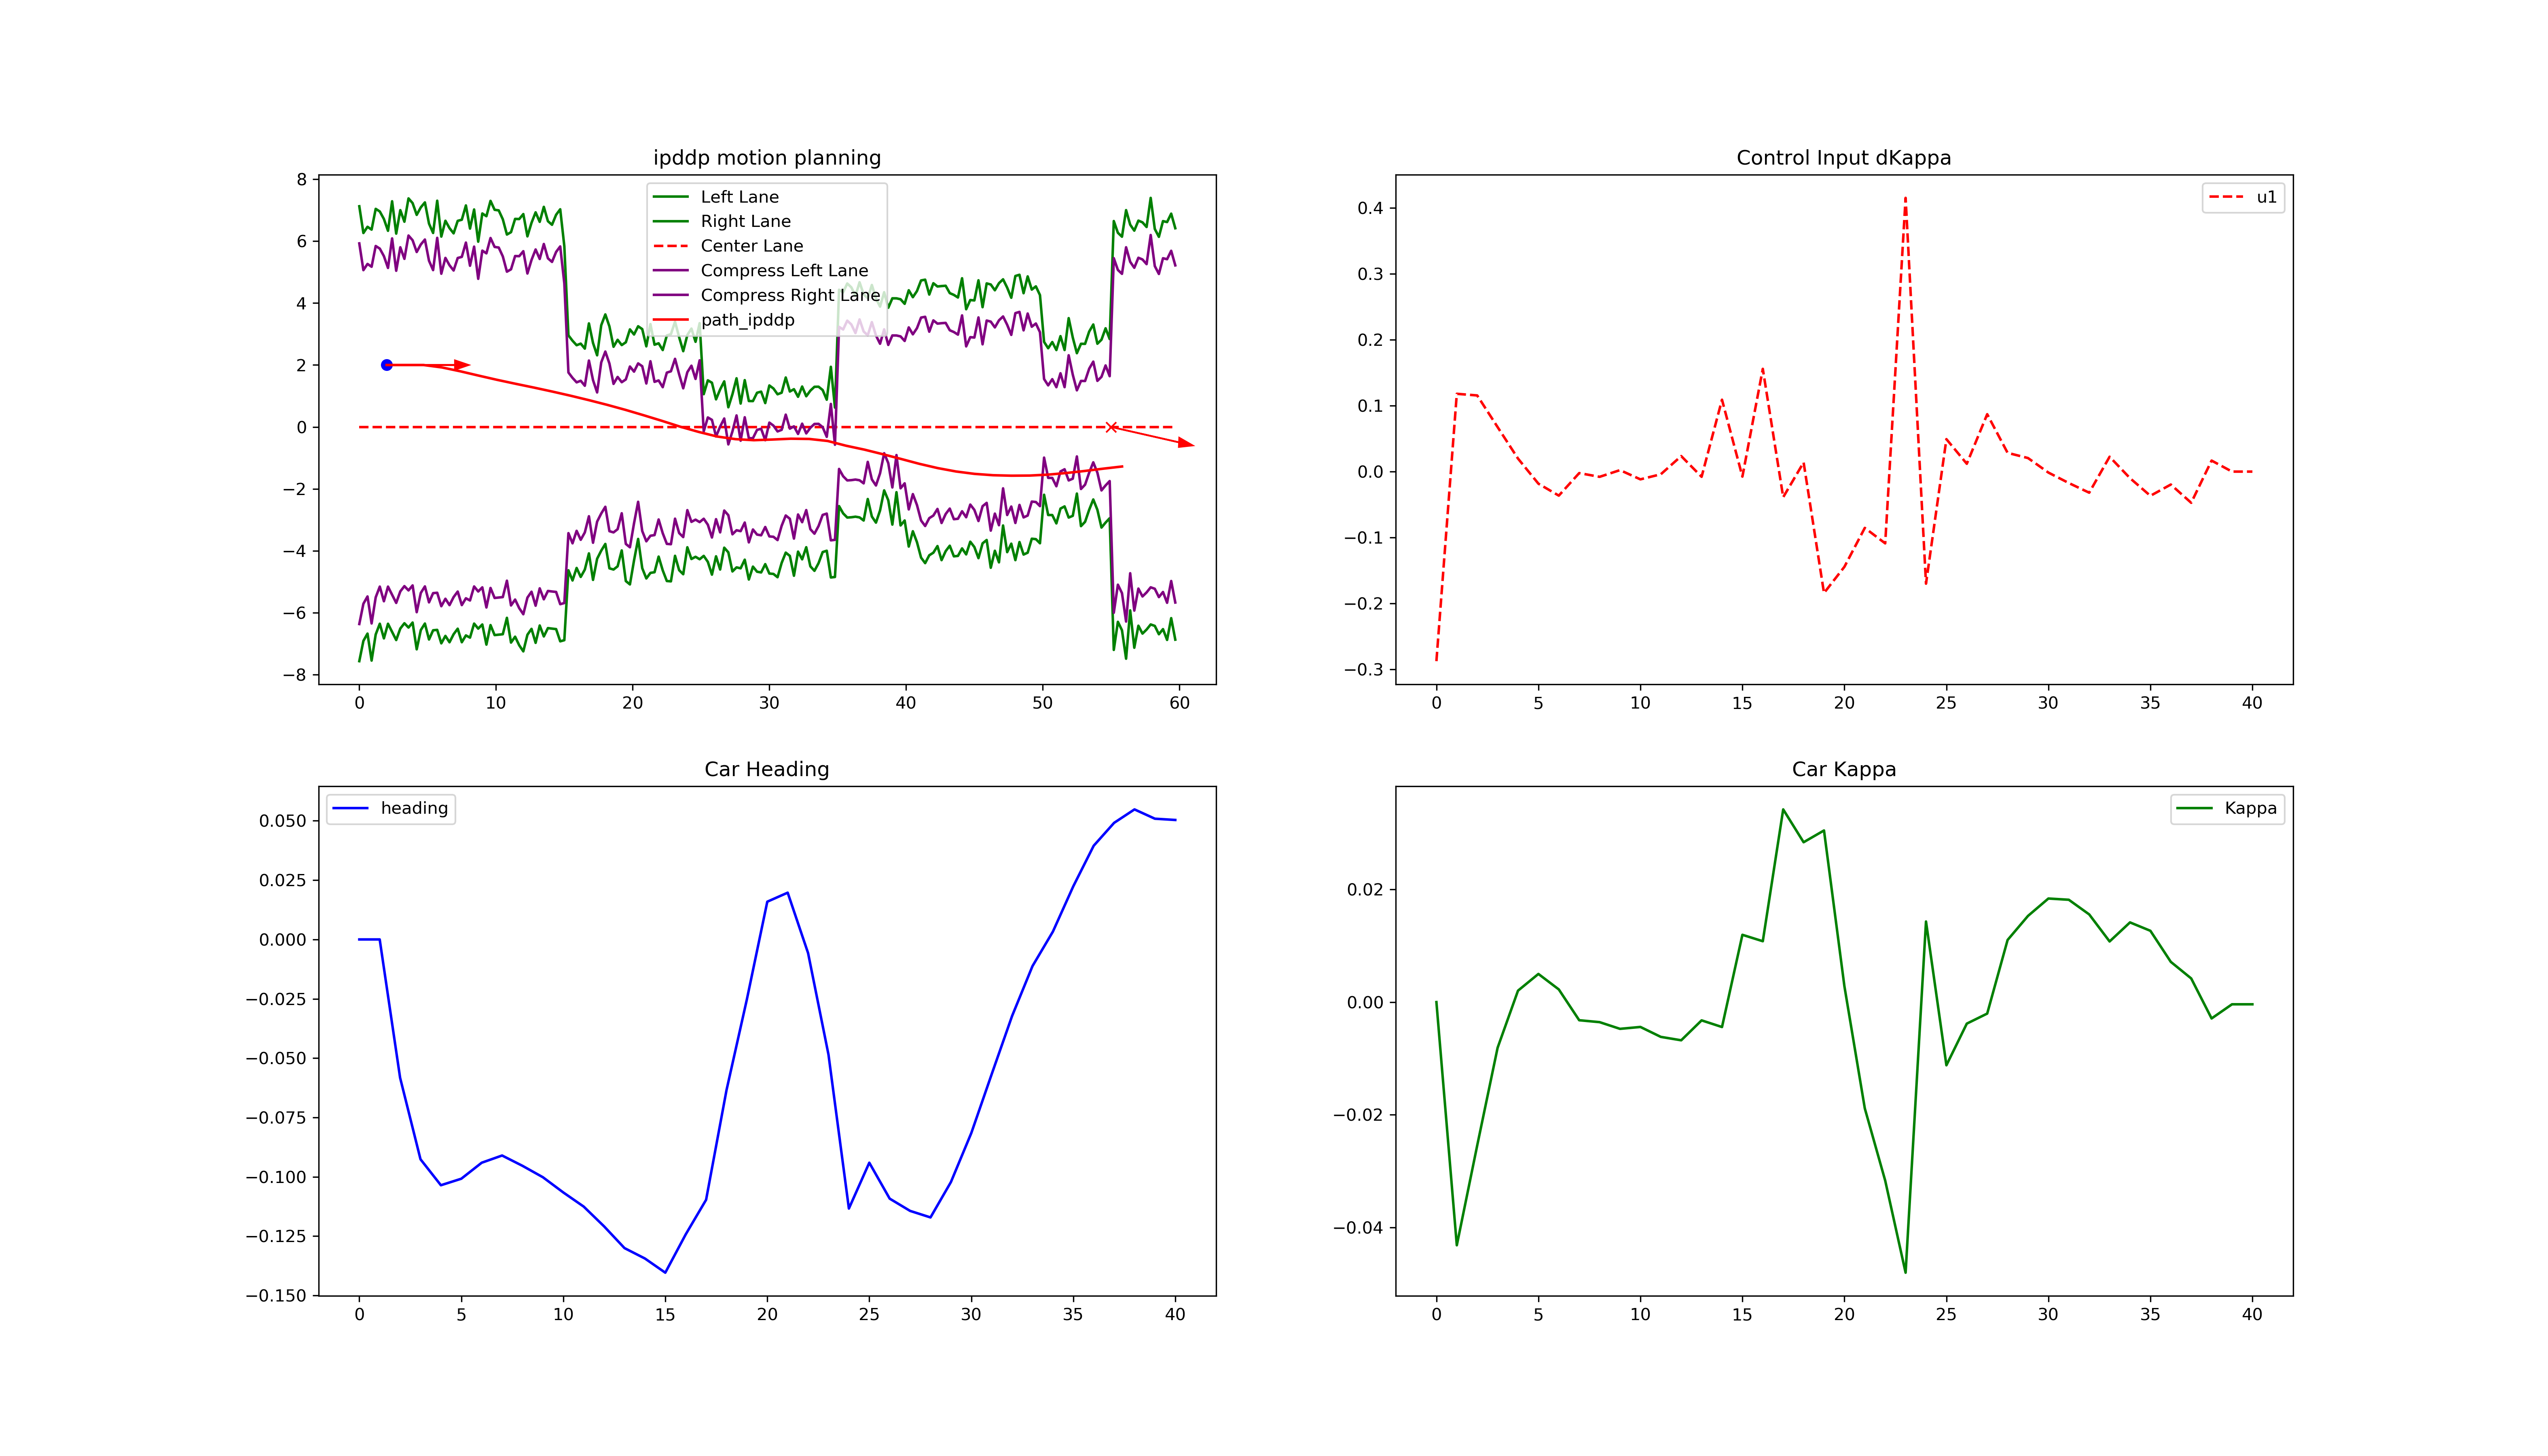 ipddp motion planning
8
6
4
2
0
−2
−4
−6
−8
0 10 20 30 40 50 60
Left Lane
Right Lane
Center Lane
Compress Left Lane
Compress Right Lane
path_ipddp
Control Input dKappa
0.4
0.3
0.2
0.1
0.0
−0.1
−0.2
−0.3
0 5 10 15 20 25 30 35 40
u1
Car Heading
0.050
0.025
0.000
−0.025
−0.050
−0.075
−0.100
−0.125
−0.150
0 5 10 15 20 25 30 35 40
heading
Car Kappa
0.02
0.00
−0.02
−0.04
0 5 10 15 20 25 30 35 40
Kappa